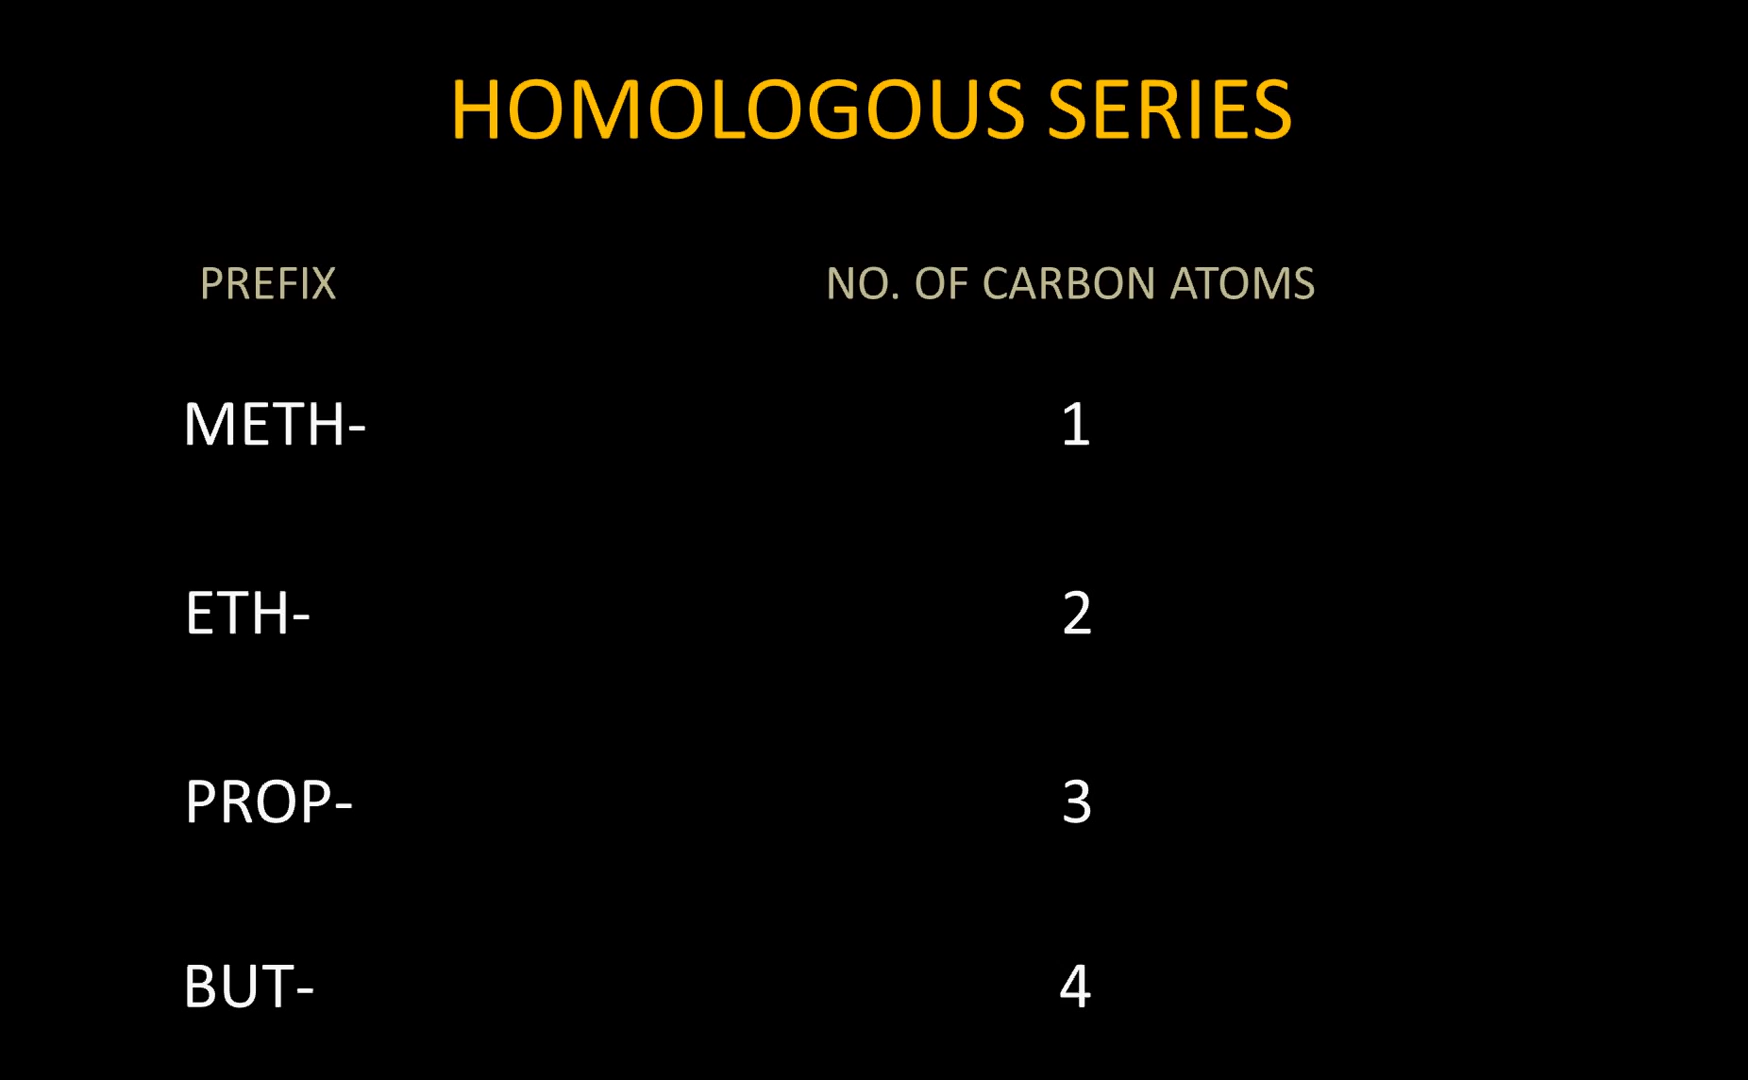 HOMOLOGOUS SERIES
PREFIX NO. OF CARBON ATOMS
METH- 1
ETH- 2
PROP- 3
BUT- 4